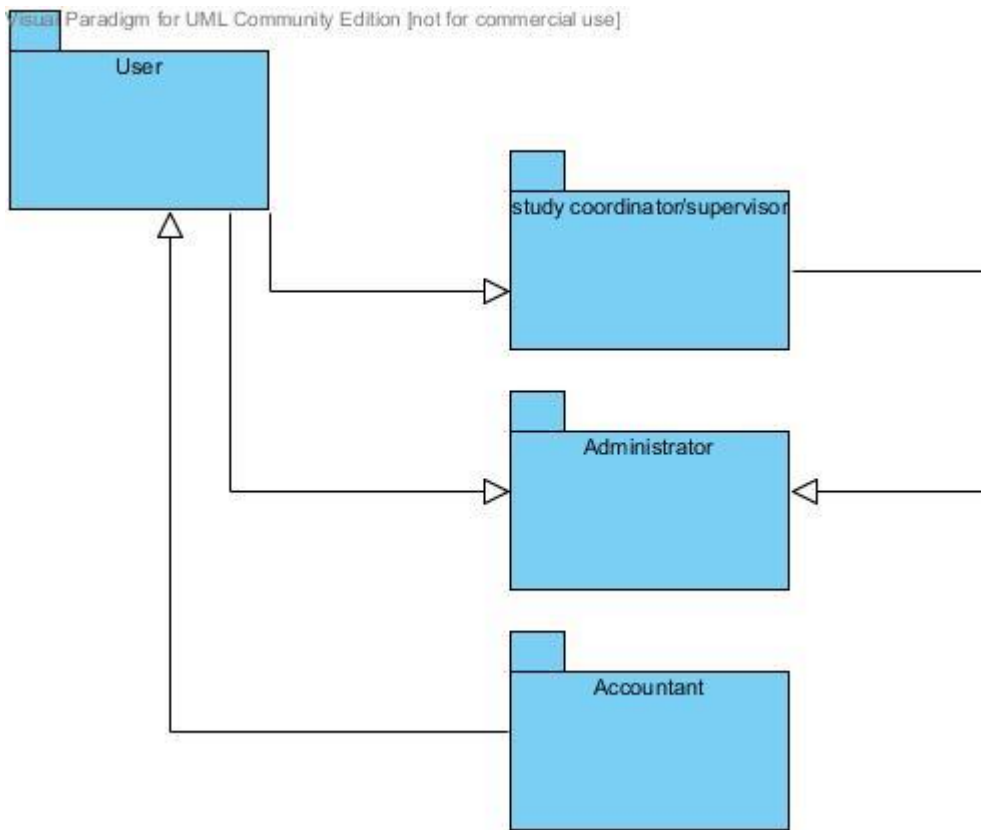 Visual Paradigm for UML Community Edition [not for commercial use]
User
study coordinator/supervisor
Administrator
Accountant